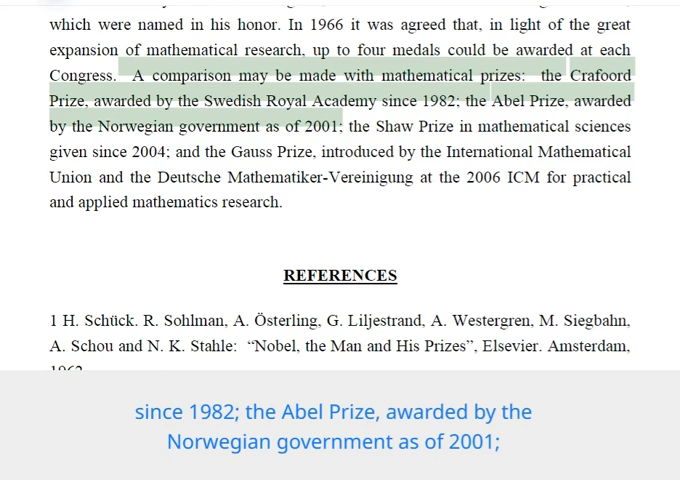 which were named in his honor. In 1966 it was agreed that, in light of the great
expansion of mathematical research, up to four medals could be awarded at each
Congress. A comparison may be made with mathematical prizes: the Crafoord
Prize, awarded by the Swedish Royal Academy since 1982; the Abel Prize, awarded
by the Norwegian government as of 2001; the Shaw Prize in mathematical sciences
given since 2004; and the Gauss Prize, introduced by the International Mathematical
Union and the Deutsche Mathematiker-Vereinigung at the 2006 ICM for practical
and applied mathematics research.
REFERENCES
1 H. Schück. R. Sohlman, A. Österling, G. Liljestrand, A. Westergren, M. Siegbahn,
A. Schou and N. K. Stahle: “Nobel, the Man and His Prizes”, Elsevier. Amsterdam,
since 1982; the Abel Prize, awarded by the
Norwegian government as of 2001;